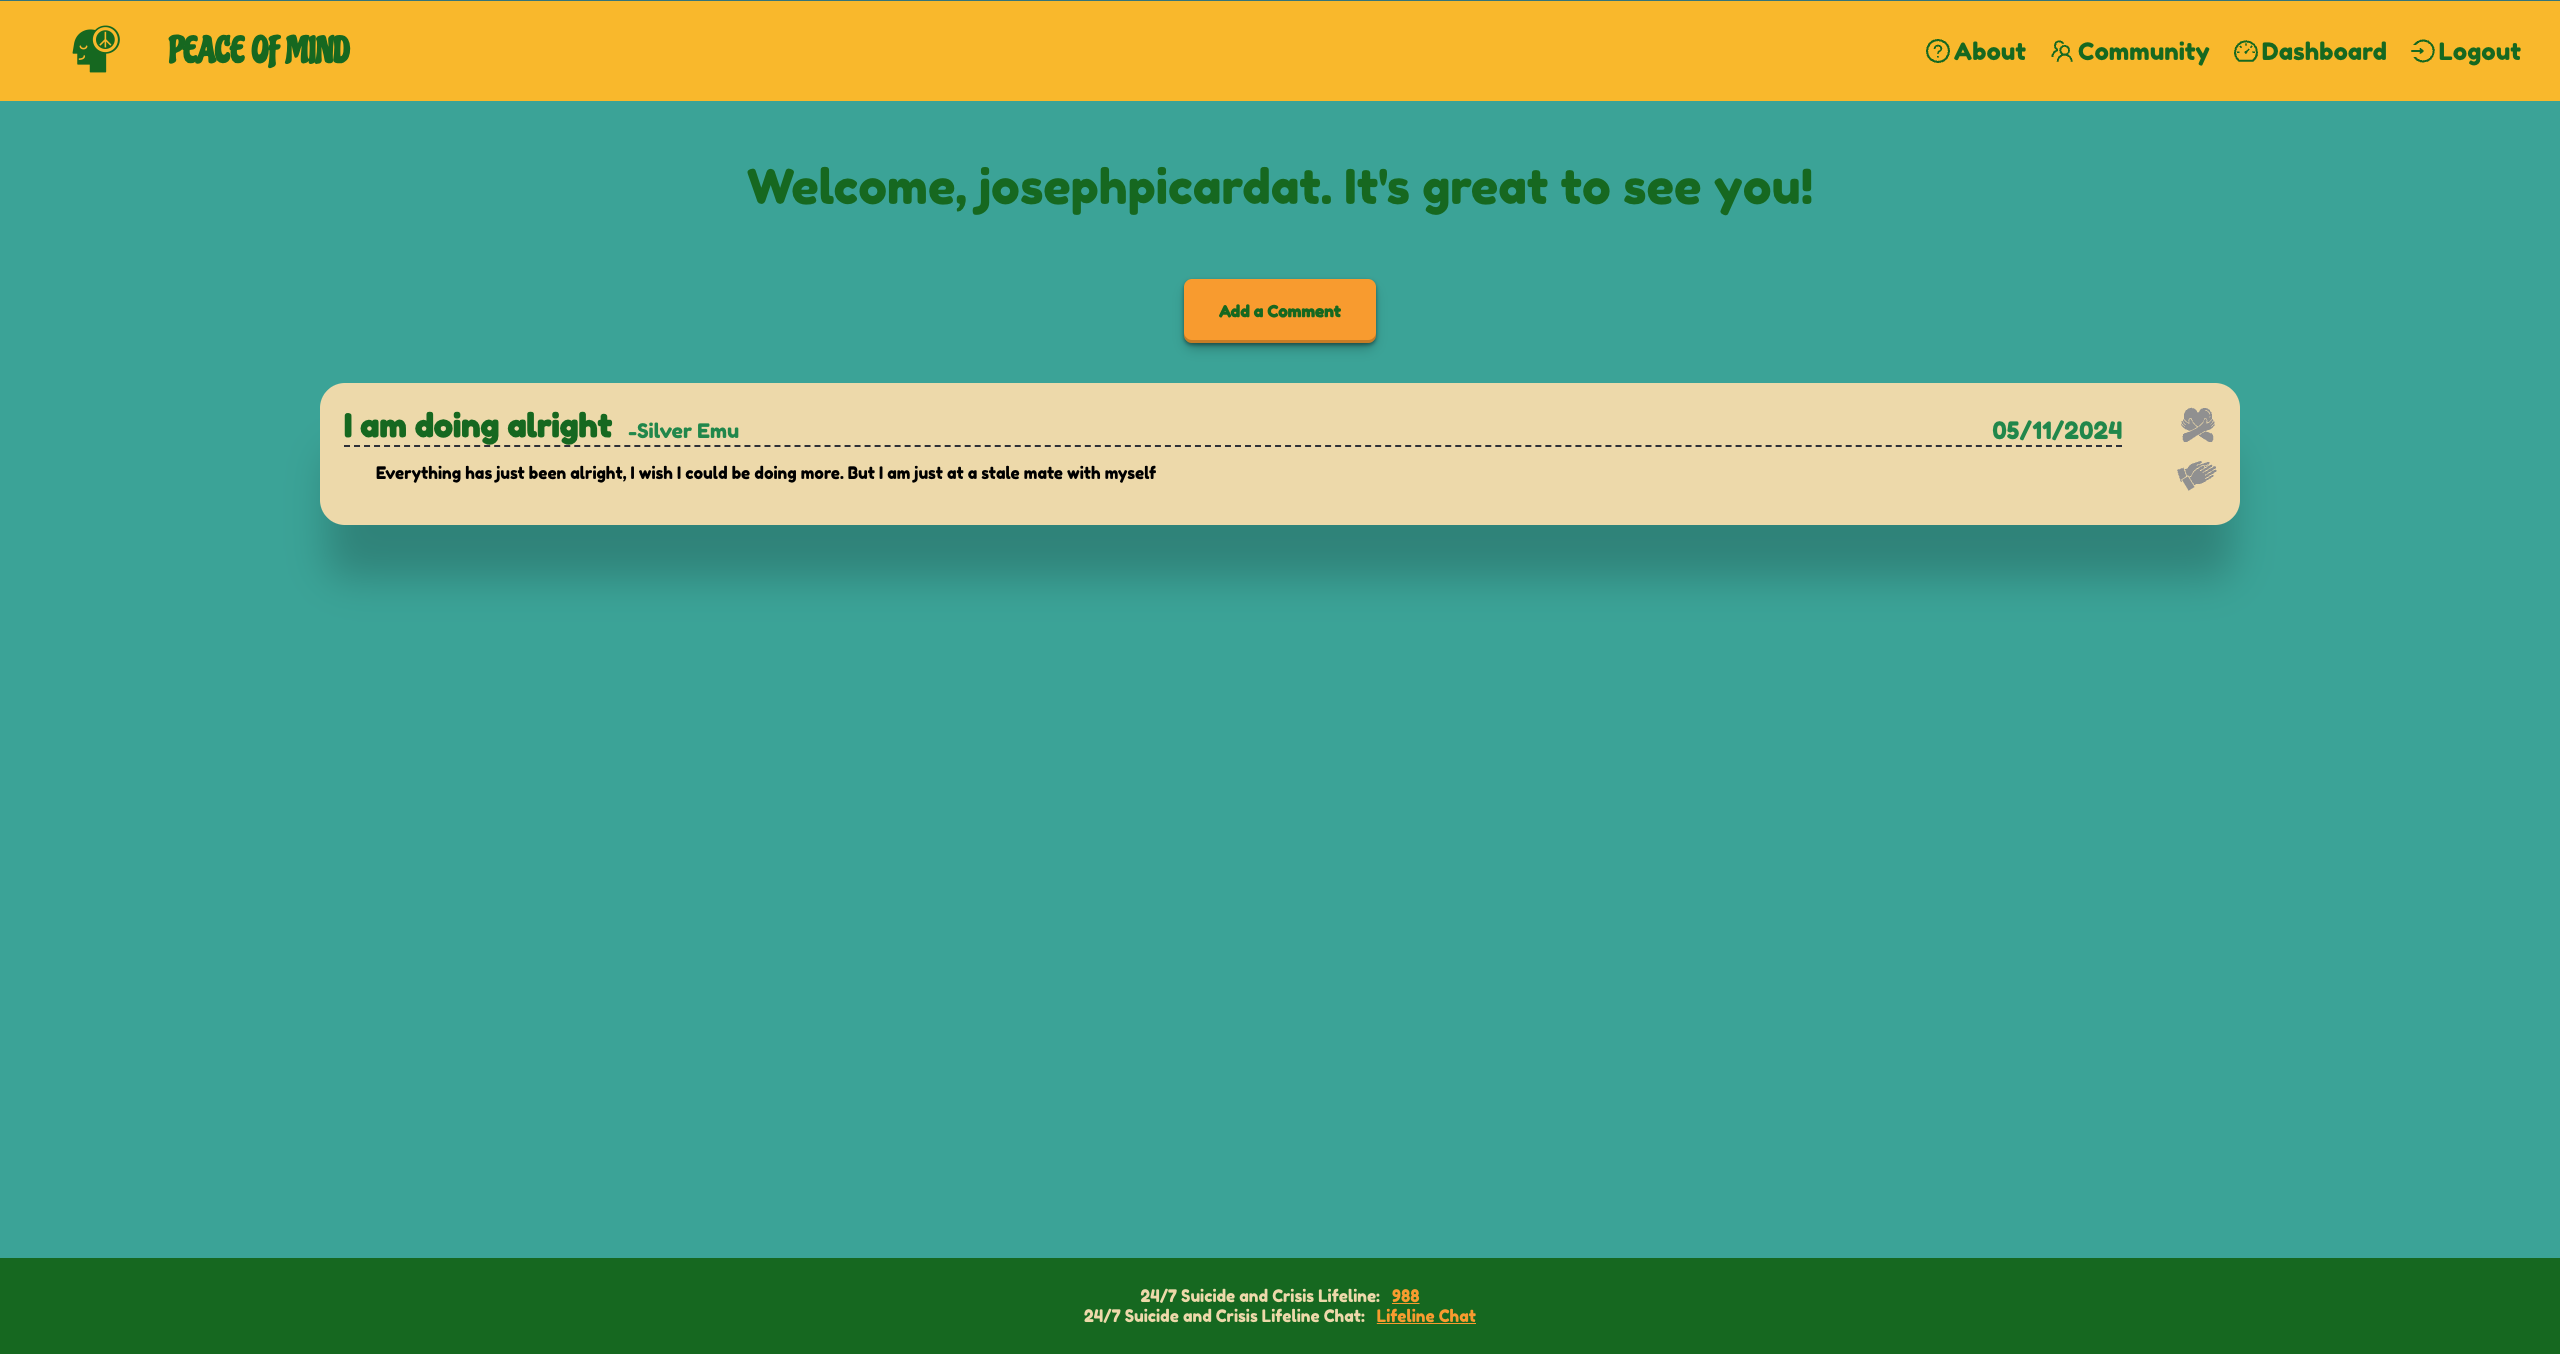 PEACE OF MIND
About Community Dashboard Logout
Welcome, josephpicardat. It's great to see you!
Add a Comment
I am doing alright -Silver Emu 05/11/2024
Everything has just been alright, I wish I could be doing more. But I am just at a stale mate with myself
24/7 Suicide and Crisis Lifeline: 988
24/7 Suicide and Crisis Lifeline Chat: Lifeline Chat